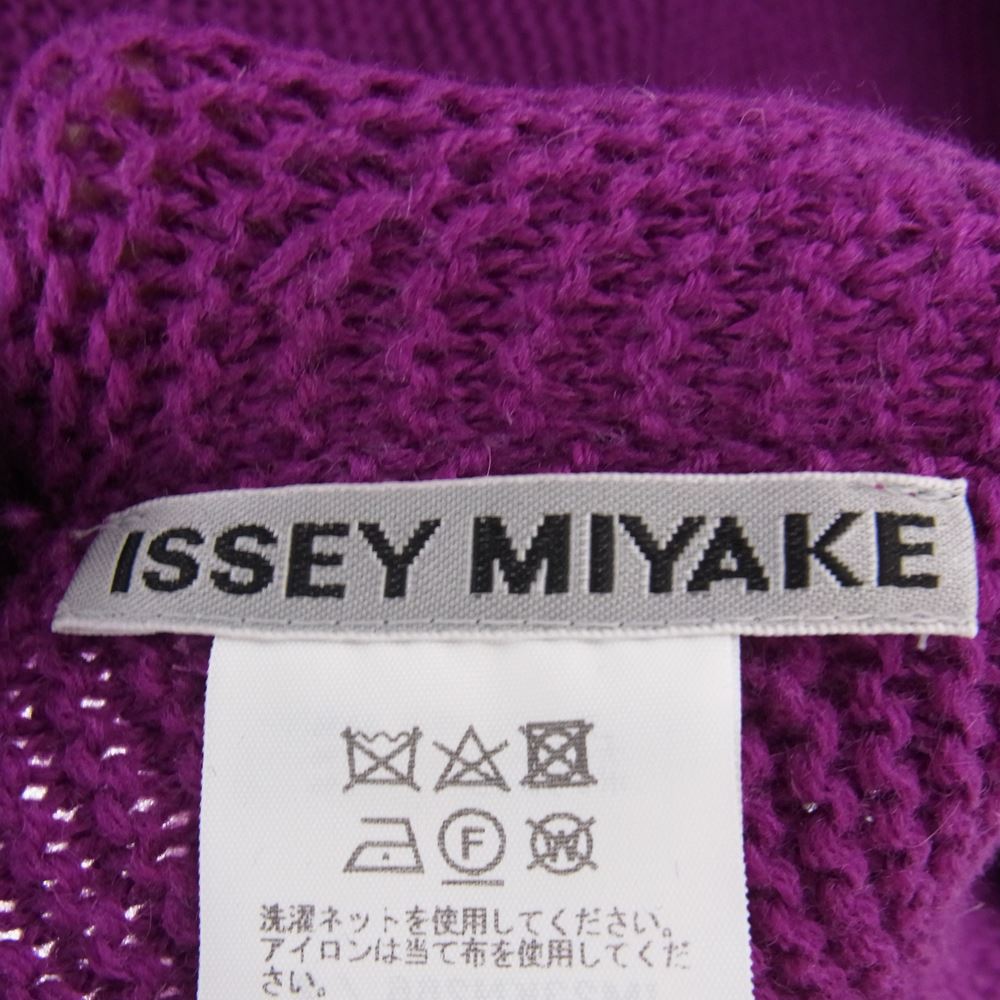 ISSEY MIYAKE
F W
洗濯ネットを使用してください。
アイロンは当て布を使用してくだ
さい。